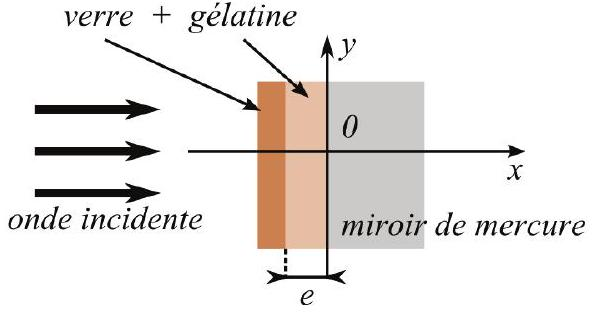 verre + gélatine
y
0
x
onde incidente
miroir de mercure
e